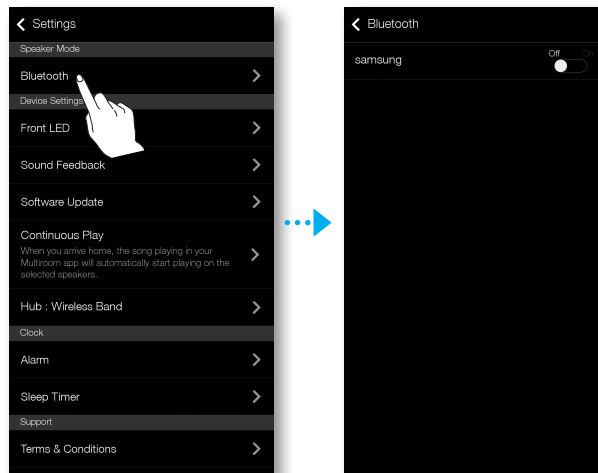 Settings
Speaker Mode
Bluetooth
Device Settings
Front LED
Sound Feedback
Software Update
Continuous Play
When you arrive home, the song playing in your
Multiroom app will automatically start playing on the
selected speakers.
Hub : Wireless Band
Clock
Alarm
Sleep Timer
Support
Terms & Conditions
Bluetooth
samsung
Off On